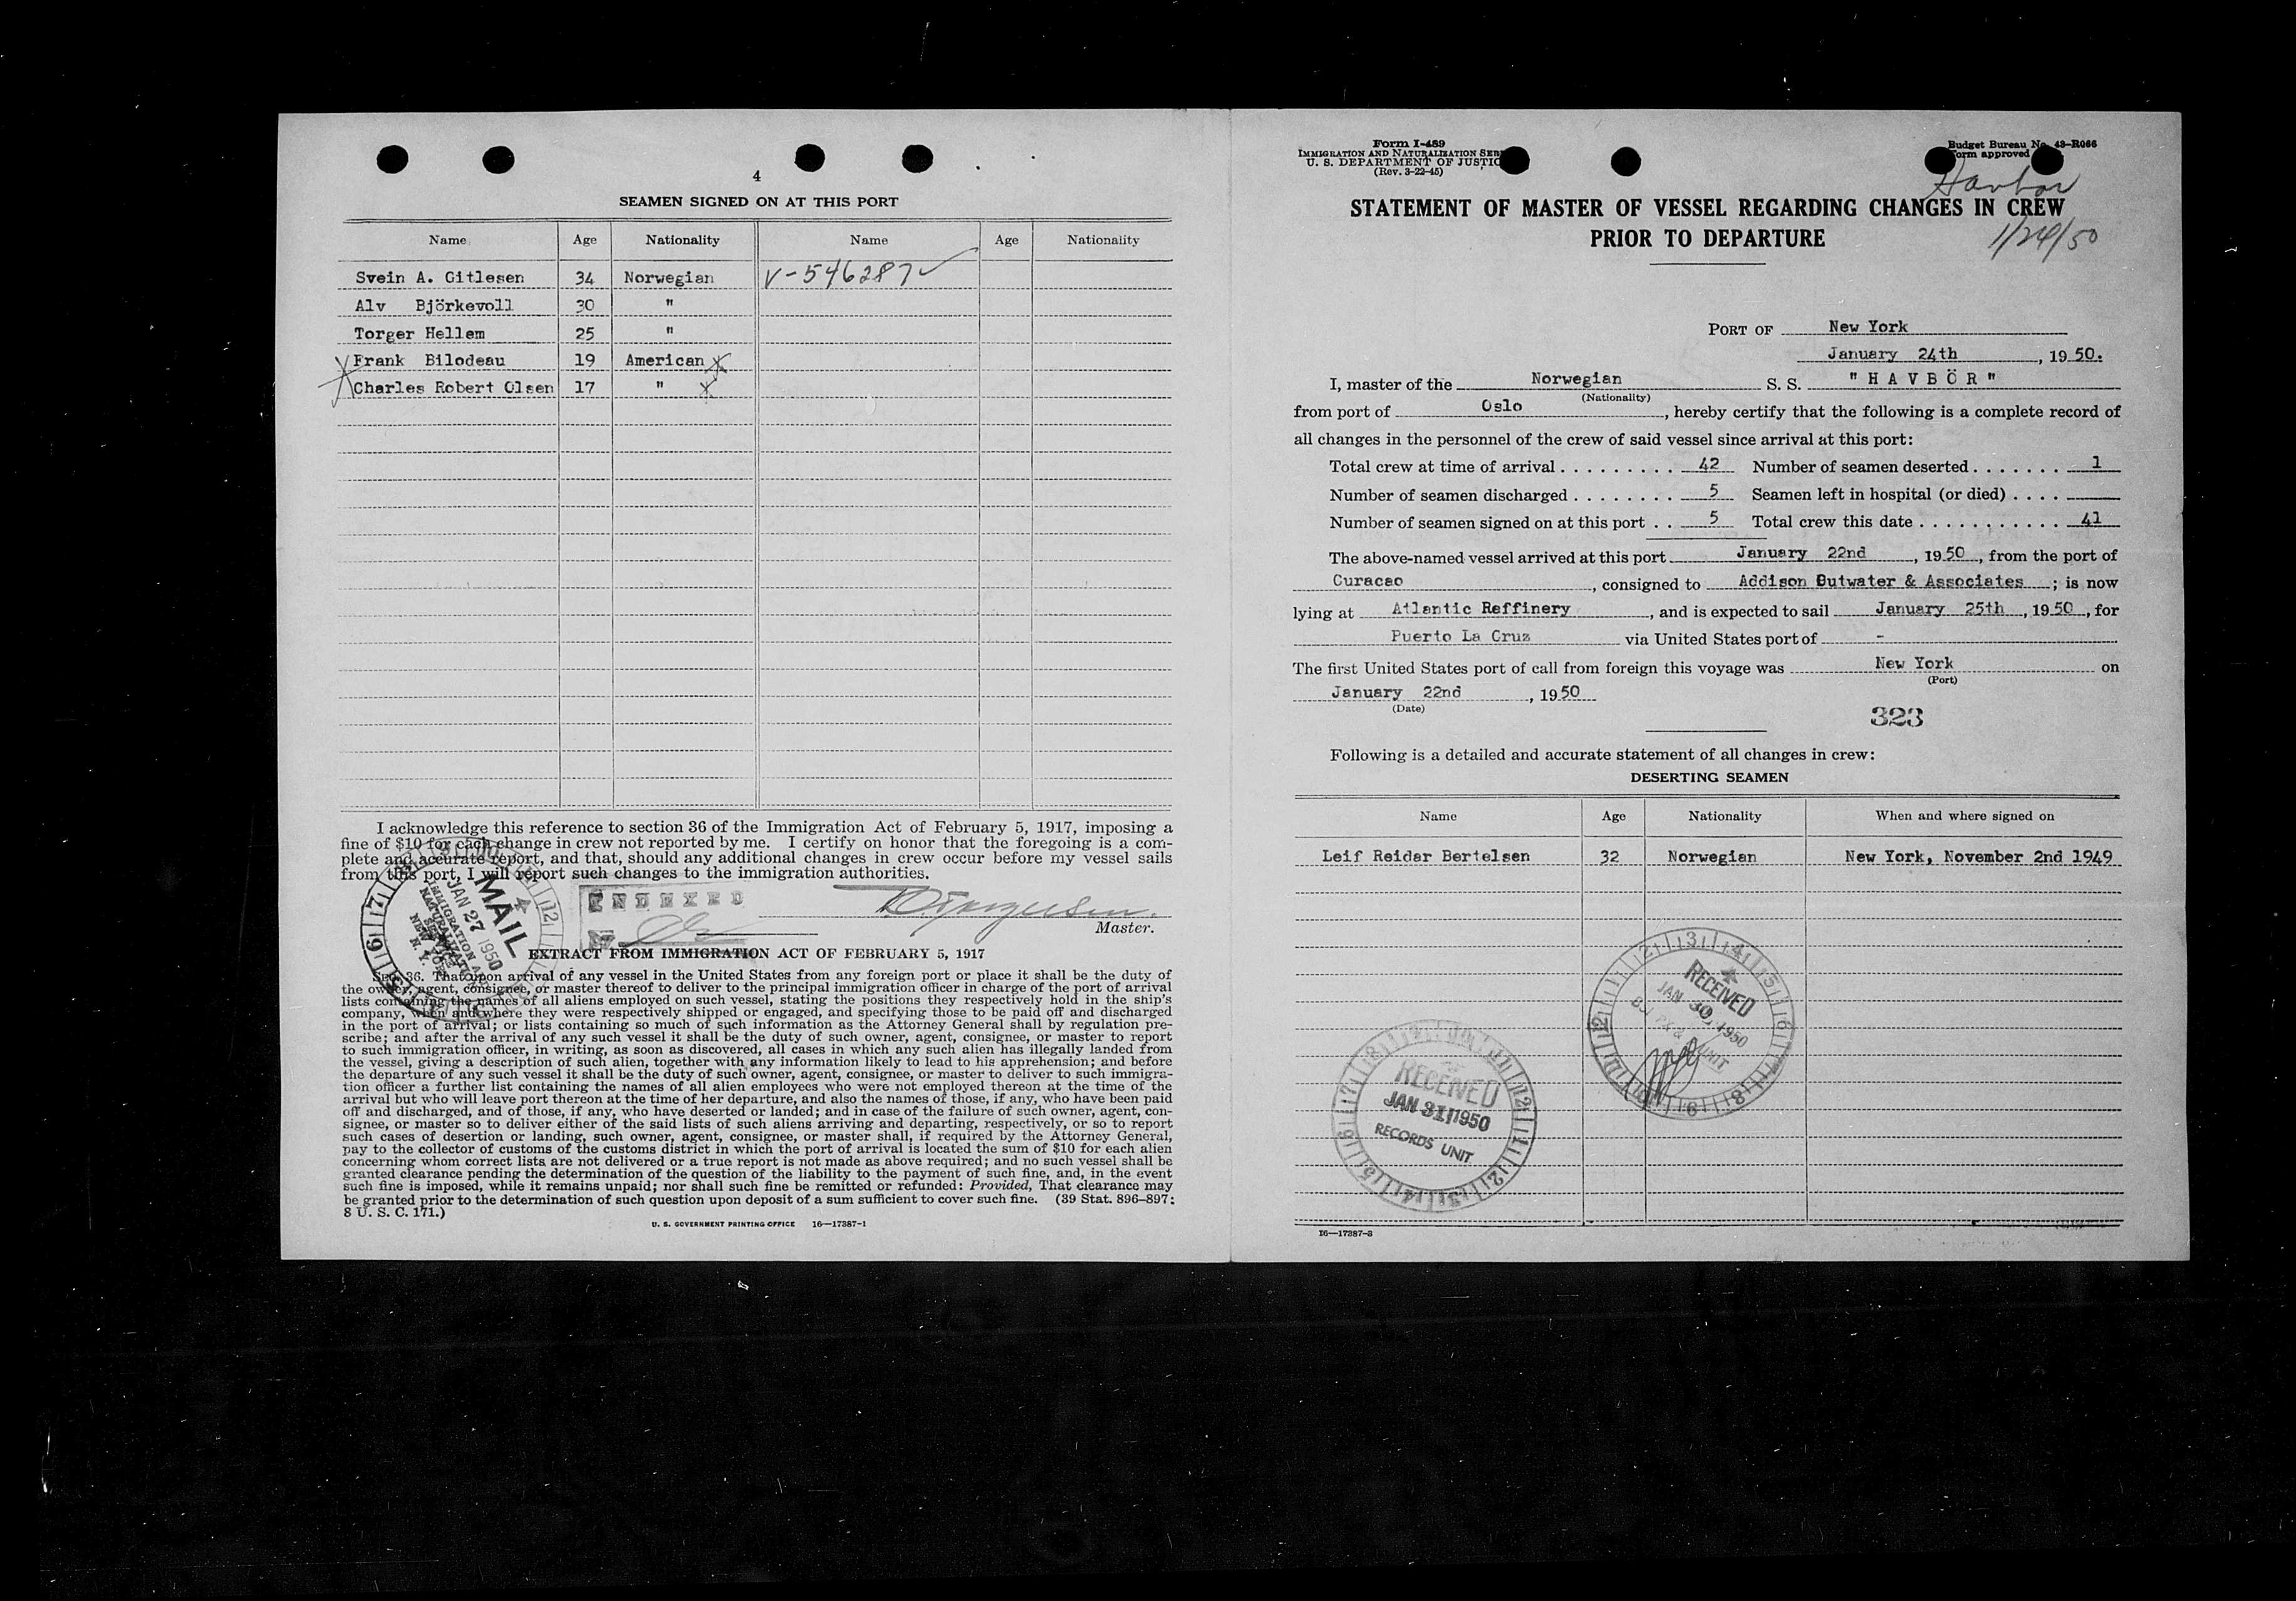 4
SEAMEN SIGNED ON AT THIS PORT
Name Age Nationality Name Age Nationality
Svein A. Gitlesen 34 Norwegian V-546287
Alv Björkevoll 30 "
Torger Hellem 25 "
X Frank Bilodeau 19 American X
Charles Robert Olsen 17 " X
I acknowledge this reference to section 36 of the Immigration Act of February 5, 1917, imposing a
fine of $10 for each change in crew not reported by me. I certify on honor that the foregoing is a com-
plete and accurate report, and that, should any additional changes in crew occur before my vessel sails
from this port, I will report such changes to the immigration authorities.
MAIL
JAN 27 1950
IMMIGRATION AND
NATURALIZATION
SERVICE
NEW YORK
N. Y.
INDEXED
Master.
EXTRACT FROM IMMIGRATION ACT OF FEBRUARY 5, 1917
SEC. 36. That upon arrival of any vessel in the United States from any foreign port or place it shall be the duty of
the owner, agent, consignee, or master thereof to deliver to the principal immigration officer in charge of the port of arrival
lists containing the names of all aliens employed on such vessel, stating the positions they respectively hold in the ship's
company, when and where they were respectively shipped or engaged, and specifying those to be paid off and discharged
in the port of arrival; or lists containing so much of such information as the Attorney General shall by regulation pre-
scribe; and after the arrival of any such vessel it shall be the duty of such owner, agent, consignee, or master to report
to such immigration officer, in writing, as soon as discovered, all cases in which any such alien has illegally landed from
the vessel, giving a description of such alien, together with any information likely to lead to his apprehension; and before
the departure of any such vessel it shall be the duty of such owner, agent, consignee, or master to deliver to such immigra-
tion officer a further list containing the names of all alien employees who were not employed thereon at the time of the
arrival but who will leave port thereon at the time of her departure, and also the names of those, if any, who have been paid
off and discharged, and of those, if any, who have deserted or landed; and in case of the failure of such owner, agent, con-
signee, or master so to deliver either of the said lists of such aliens arriving and departing, respectively, or so to report
such cases of desertion or landing, such owner, agent, consignee, or master shall, if required by the Attorney General,
pay to the collector of customs of the customs district in which the port of arrival is located the sum of $10 for each alien
concerning whom correct lists are not delivered or a true report is not made as above required; and no such vessel shall be
granted clearance pending the determination of the question of the liability to the payment of such fine, and, in the event
such fine is imposed, while it remains unpaid; nor shall such fine be remitted or refunded: Provided, That clearance may
be granted prior to the determination of such question upon deposit of a sum sufficient to cover such fine. (39 Stat. 896-897;
8 U. S. C. 171.)
U. S. GOVERNMENT PRINTING OFFICE 16—17387-1
Form I-489
IMMIGRATION AND NATURALIZATION SER
U. S. DEPARTMENT OF JUSTIC
(Rev. 3-22-45)
Budget Bureau No. 43-R066
Form approved
Havbor
STATEMENT OF MASTER OF VESSEL REGARDING CHANGES IN CREW
PRIOR TO DEPARTURE
1/24/50
PORT OF New York
January 24th, 1950.
I, master of the Norwegian S. S. "HAVBÖR"
(Nationality)
from port of Oslo, hereby certify that the following is a complete record of
all changes in the personnel of the crew of said vessel since arrival at this port:
Total crew at time of arrival . . . . . . . . . 42 Number of seamen deserted . . . . . . . 1
Number of seamen discharged . . . . . . . . 5 Seamen left in hospital (or died) . . . .
Number of seamen signed on at this port . . 5 Total crew this date . . . . . . . . . . . 41
The above-named vessel arrived at this port January 22nd, 1950, from the port of
Curacao, consigned to Addison Outwater & Associates; is now
lying at Atlantic Reffinery, and is expected to sail January 25th, 1950, for
Puerto La Cruz via United States port of -
The first United States port of call from foreign this voyage was New York on
(Port)
January 22nd, 1950
(Date)
323
Following is a detailed and accurate statement of all changes in crew:
DESERTING SEAMEN
Name Age Nationality When and where signed on
Leif Reidar Bertelsen 32 Norwegian New York, November 2nd 1949
RECEIVED
JAN 30 1950
UNIT
RECEIVED
JAN 31 1950
RECORDS UNIT
16—17387-3